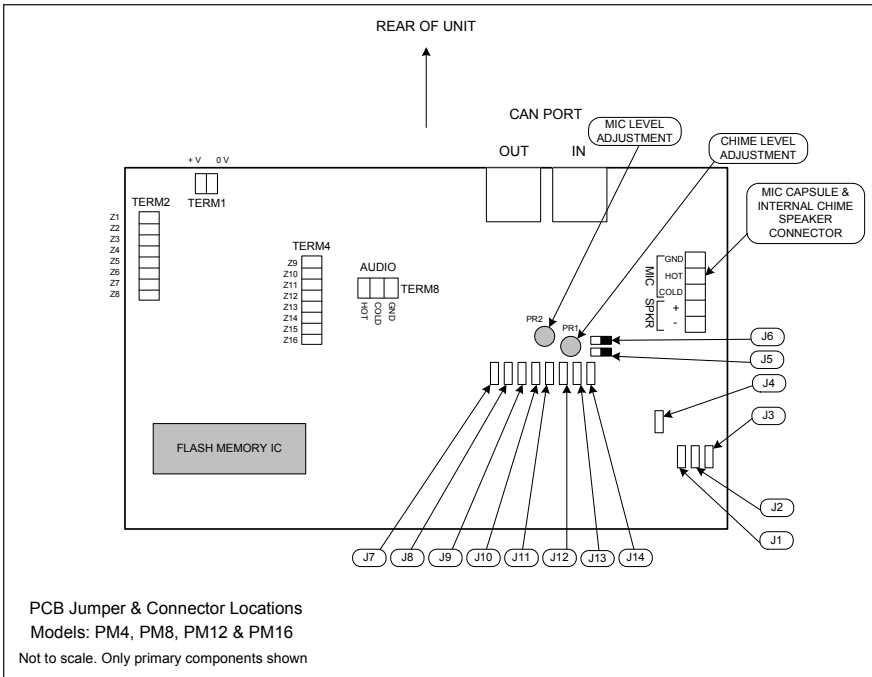 REAR OF UNIT
CAN PORT
OUT
IN
MIC LEVEL
ADJUSTMENT
CHIME LEVEL
ADJUSTMENT
MIC CAPSULE &
INTERNAL CHIME
SPEAKER
CONNECTOR
+ V
0 V
TERM1
TERM2
Z1
Z2
Z3
Z4
Z5
Z6
Z7
Z8
TERM4
Z9
Z10
Z11
Z12
Z13
Z14
Z15
Z16
AUDIO
TERM8
HOT
COLD
GND
MIC
GND
HOT
COLD
SPKR
+
-
PR2
PR1
J6
J5
J4
J3
J2
J1
FLASH MEMORY IC
J7
J8
J9
J10
J11
J12
J13
J14
PCB Jumper & Connector Locations
Models: PM4, PM8, PM12 & PM16
Not to scale. Only primary components shown